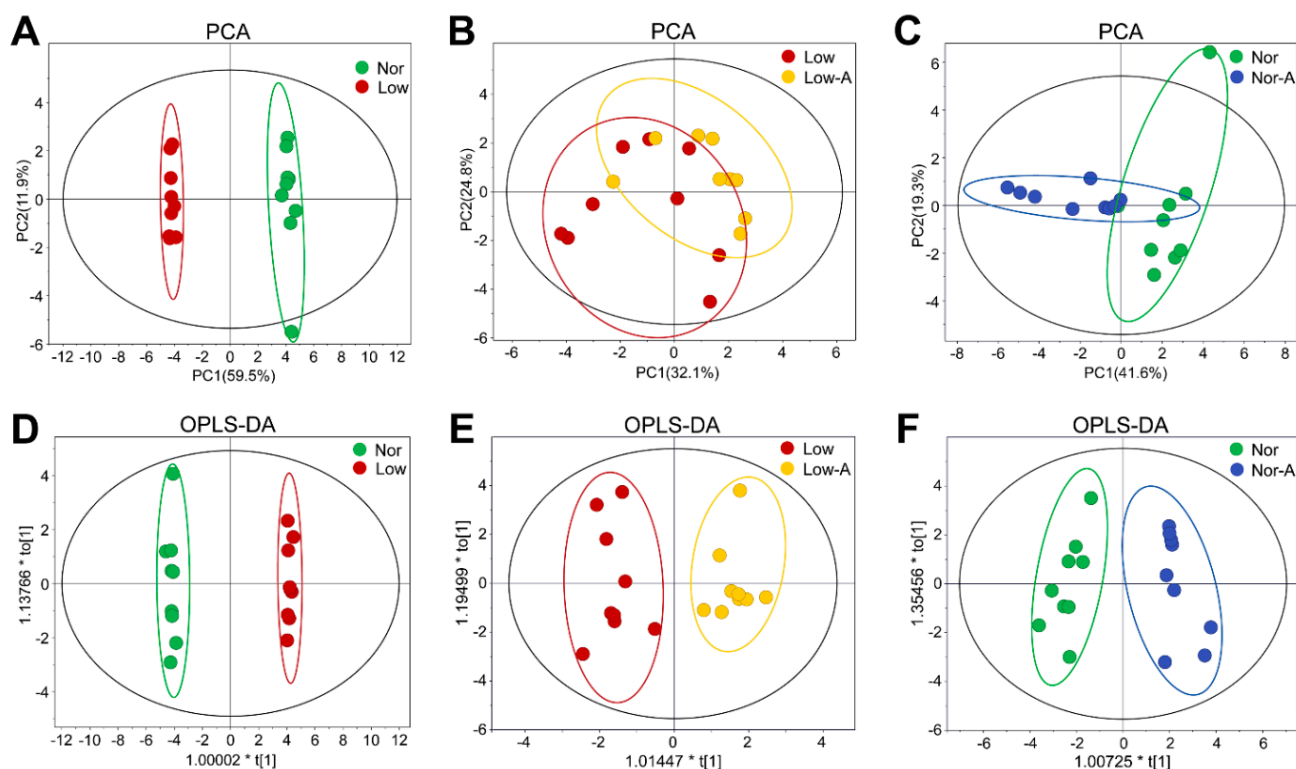 A
PCA
Nor
Low
PC2(11.9%)
4
2
0
-2
-4
-6
-12 -10 -8 -6 -4 -2 0 2 4 6 8 10 12
PC1(59.5%)
B
PCA
Low
Low-A
PC2(24.8%)
6
4
2
0
-2
-4
-6
-6 -4 -2 0 2 4 6
PC1(32.1%)
C
PCA
Nor
Nor-A
PC2(19.3%)
6
4
2
0
-2
-4
-8 -6 -4 -2 0 2 4 6 8
PC1(41.6%)
D
OPLS-DA
Nor
Low
1.13766 * to[1]
4
2
0
-2
-4
-12 -10 -8 -6 -4 -2 0 2 4 6 8 10 12
1.00002 * t[1]
E
OPLS-DA
Low
Low-A
1.19499 * to[1]
4
2
0
-2
-4
-6
-4 -2 0 2 4
1.01447 * t[1]
F
OPLS-DA
Nor
Nor-A
1.35456 * to[1]
4
2
0
-2
-4
-6
-6 -4 -2 0 2 4 6
1.00725 * t[1]